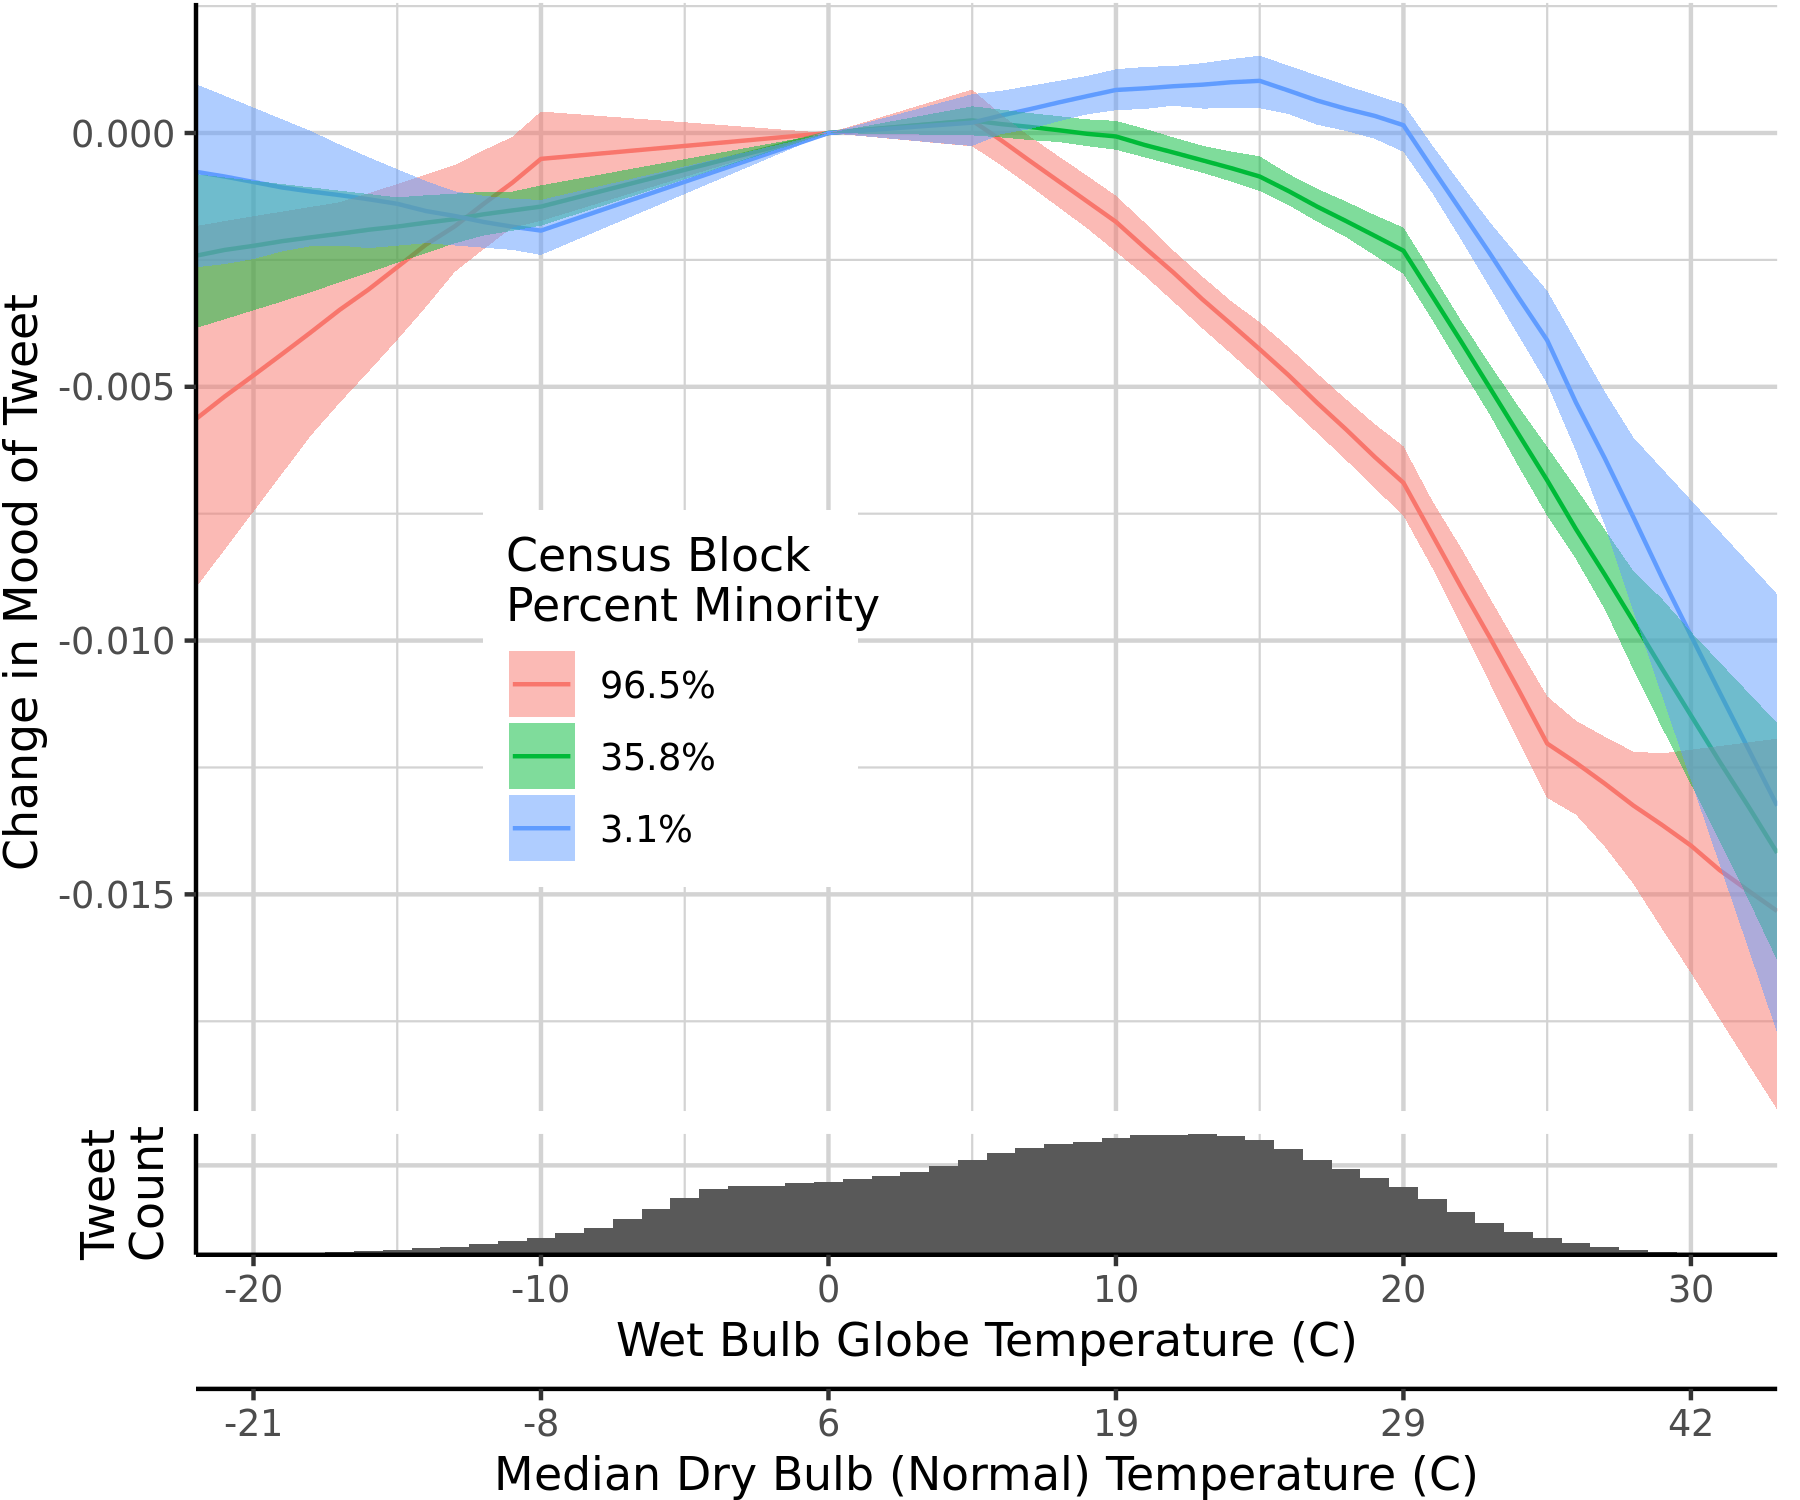 Change in Mood of Tweet
0.000
-0.005
-0.010
-0.015
Census Block
Percent Minority
96.5%
35.8%
3.1%
Tweet
Count
-20 -10 0 10 20 30
Wet Bulb Globe Temperature (C)
-21 -8 6 19 29 42
Median Dry Bulb (Normal) Temperature (C)